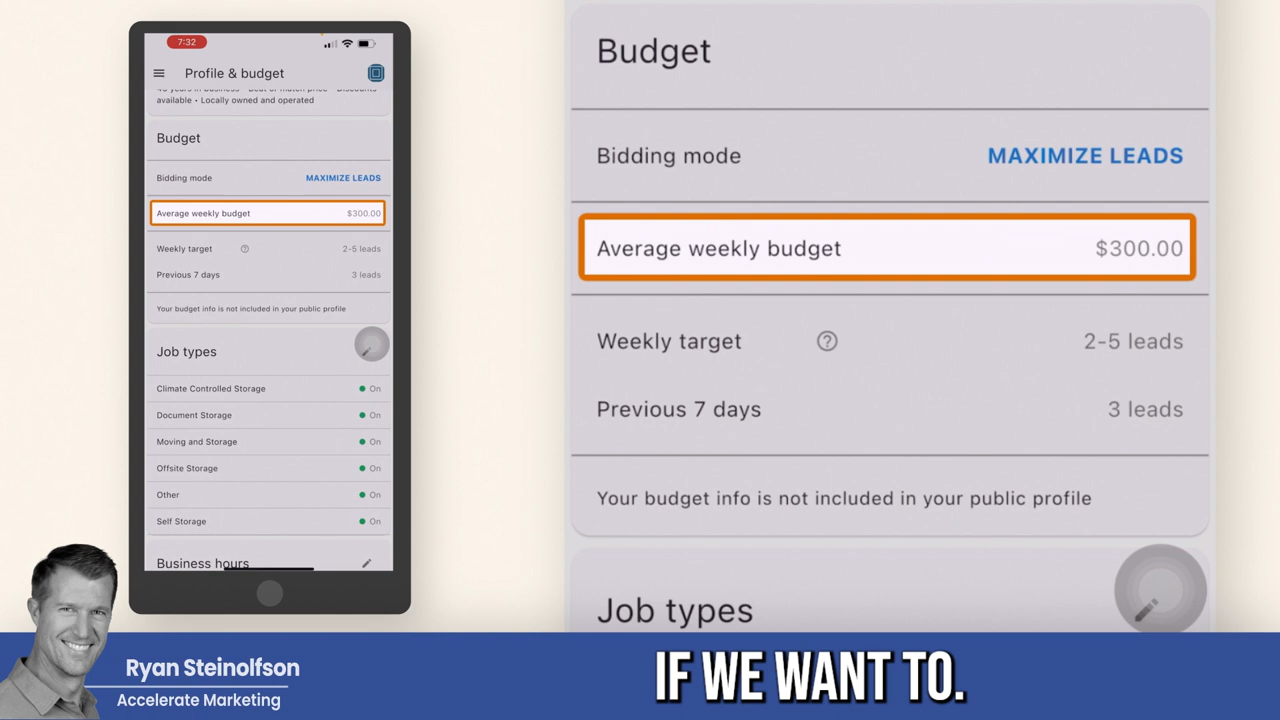 7:32
Profile & budget
available • Locally owned and operated
Budget
Bidding mode MAXIMIZE LEADS
Average weekly budget $300.00
Weekly target 2-5 leads
Previous 7 days 3 leads
Your budget info is not included in your public profile
Job types
Climate Controlled Storage On
Document Storage On
Moving and Storage On
Offsite Storage On
Other On
Self Storage On
Business hours
Budget
Bidding mode MAXIMIZE LEADS
Average weekly budget $300.00
Weekly target ? 2-5 leads
Previous 7 days 3 leads
Your budget info is not included in your public profile
Job types
Ryan Steinolfson
Accelerate Marketing
IF WE WANT TO.